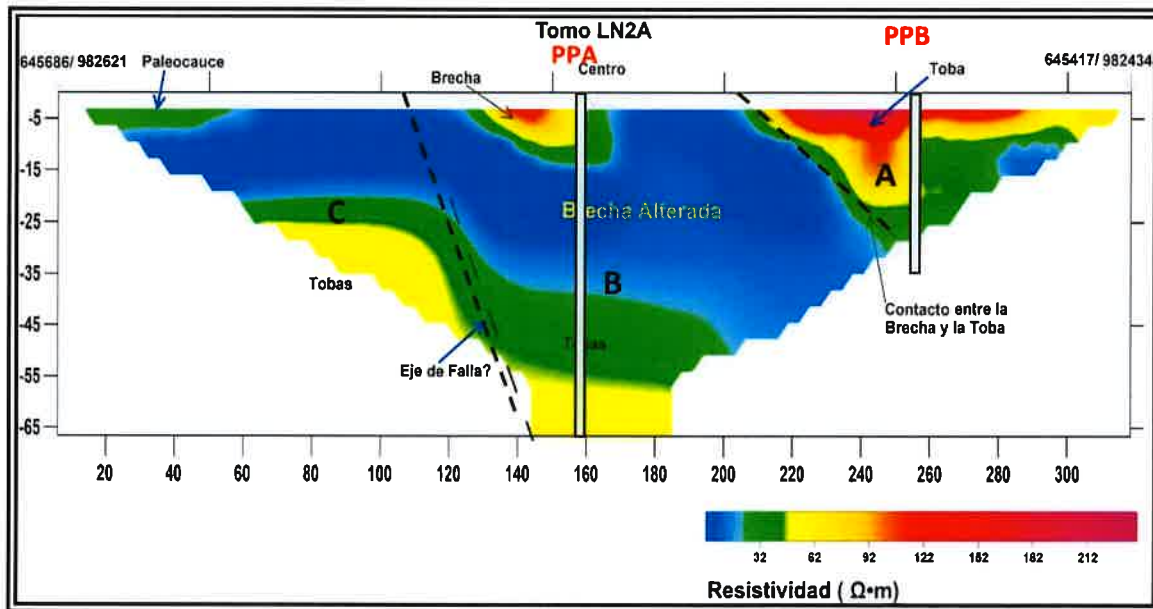 Tomo LN2A
PPA
PPB
645686/ 982621
Paleocauce
Brecha
Centro
Toba
645417/ 982434
-5
-15
-25
-35
-45
-55
-65
A
C
Brecha Alterada
B
Tobas
Contacto entre la
Brecha y la Toba
Tobas
Eje de Falla?
20 40 60 80 100 120 140 160 180 200 220 240 260 280 300
32 62 92 122 152 182 212
Resistividad ( Ω•m)